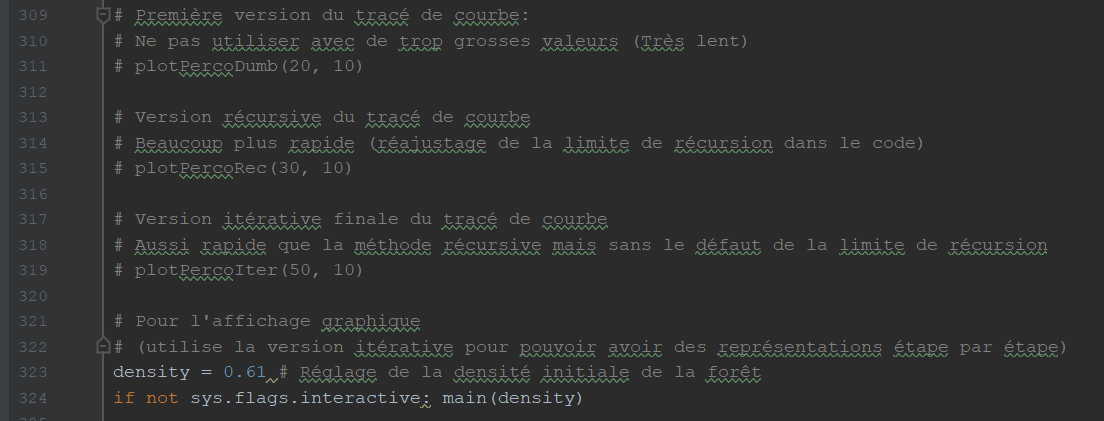 309 # Première version du tracé de courbe:
310 # Ne pas utiliser avec de trop grosses valeurs (Très lent)
311 # plotPercoDumb(20, 10)
312
313 # Version récursive du tracé de courbe
314 # Beaucoup plus rapide (réajustage de la limite de récursion dans le code)
315 # plotPercoRec(30, 10)
316
317 # Version itérative finale du tracé de courbe
318 # Aussi rapide que la méthode récursive mais sans le défaut de la limite de récursion
319 # plotPercoIter(50, 10)
320
321 # Pour l'affichage graphique
322 # (utilise la version itérative pour pouvoir avoir des représentations étape par étape)
323 density = 0.61 # Réglage de la densité initiale de la forêt
324 if not sys.flags.interactive: main(density)